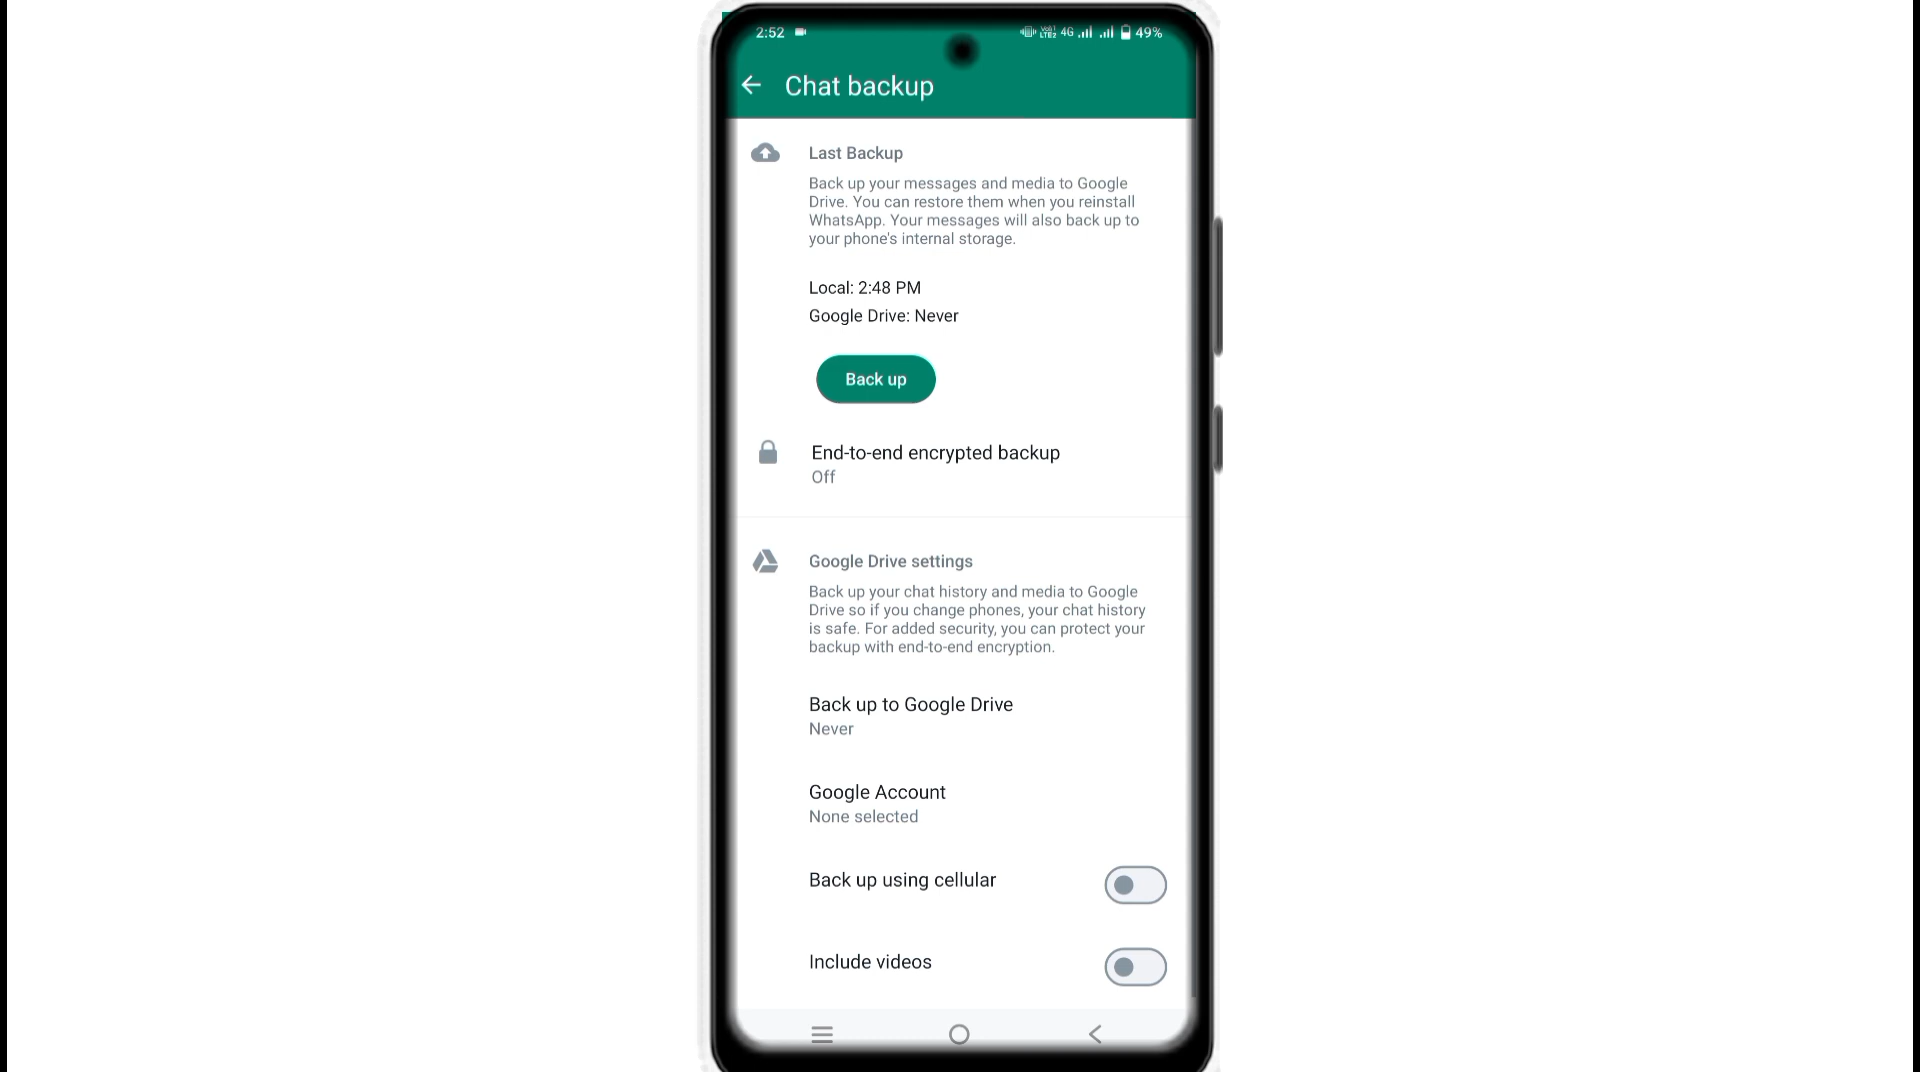 2:52
4G 49%
Chat backup
Last Backup
Back up your messages and media to Google
Drive. You can restore them when you reinstall
WhatsApp. Your messages will also back up to
your phone's internal storage.
Local: 2:48 PM
Google Drive: Never
Back up
End-to-end encrypted backup
Off
Google Drive settings
Back up your chat history and media to Google
Drive so if you change phones, your chat history
is safe. For added security, you can protect your
backup with end-to-end encryption.
Back up to Google Drive
Never
Google Account
None selected
Back up using cellular
Include videos